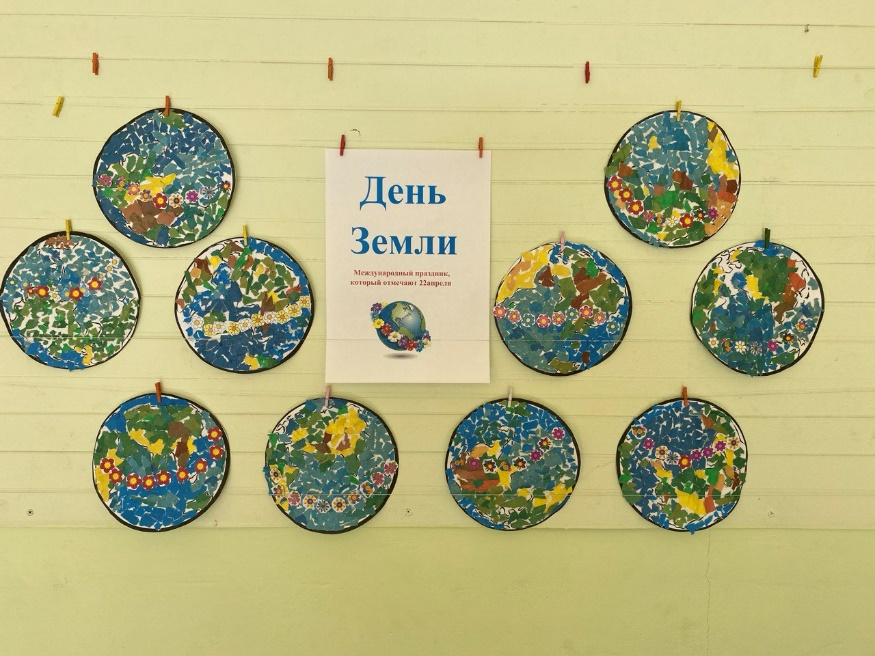 День
Земли
Международный праздник,
который отмечают 22апреля